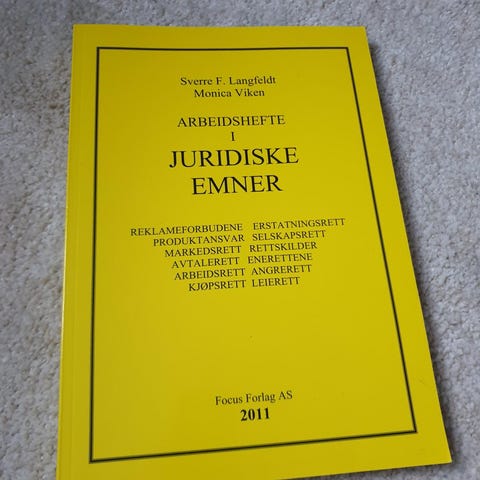 Sverre F. Langfeldt
Monica Viken
ARBEIDSHEFTE
I
JURIDISKE
EMNER
REKLAMEFORBUDENE ERSTATNINGSRETT
PRODUKTANSVAR SELSKAPSRETT
MARKEDSRETT RETTSKILDER
AVTALERETT ENERETTENE
ARBEIDSRETT ANGRERETT
KJØPSRETT LEIERETT
Focus Forlag AS
2011